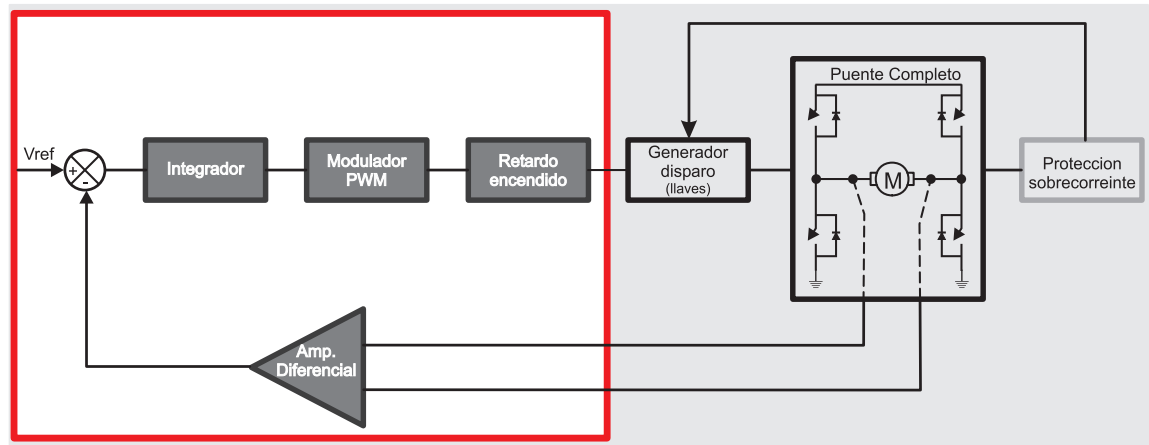 Vref
+
-
Integrador
Modulador
PWM
Retardo
encendido
Generador
disparo
(llaves)
Puente Completo
M
Proteccion
sobrecorreinte
Amp.
Diferencial